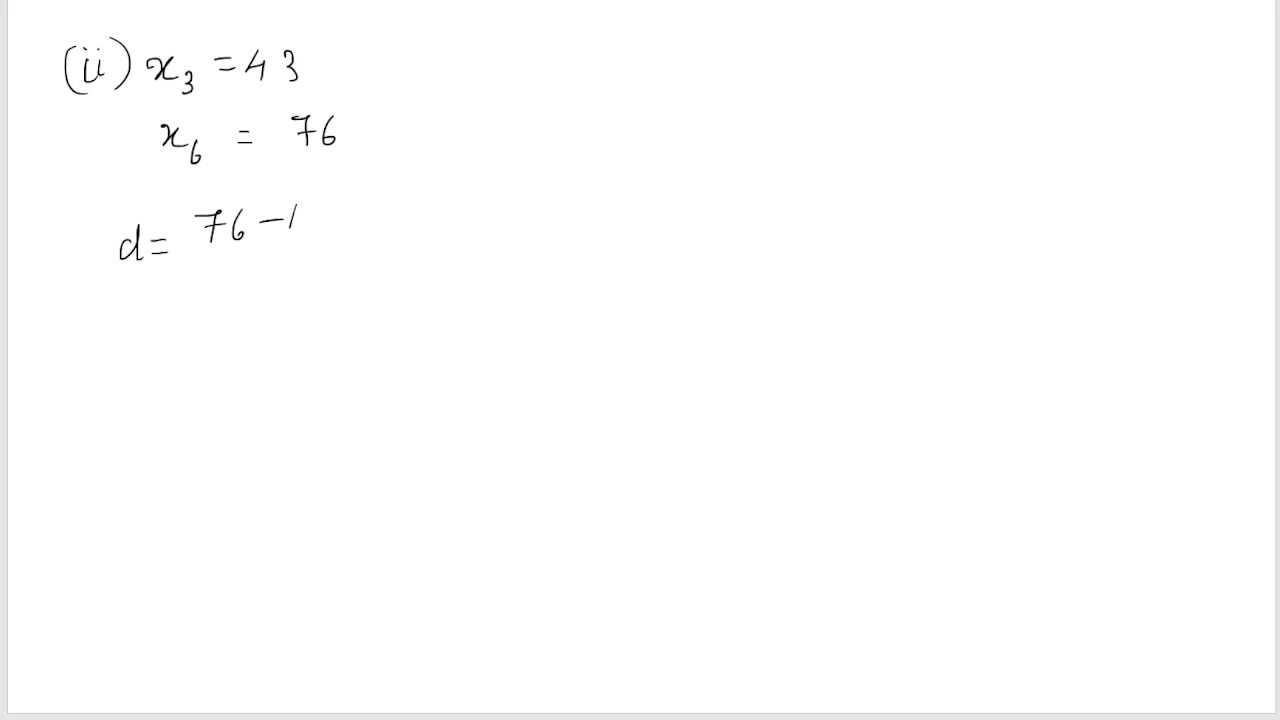 (ii) x₃ = 43
x₆ = 76
d = 76 -